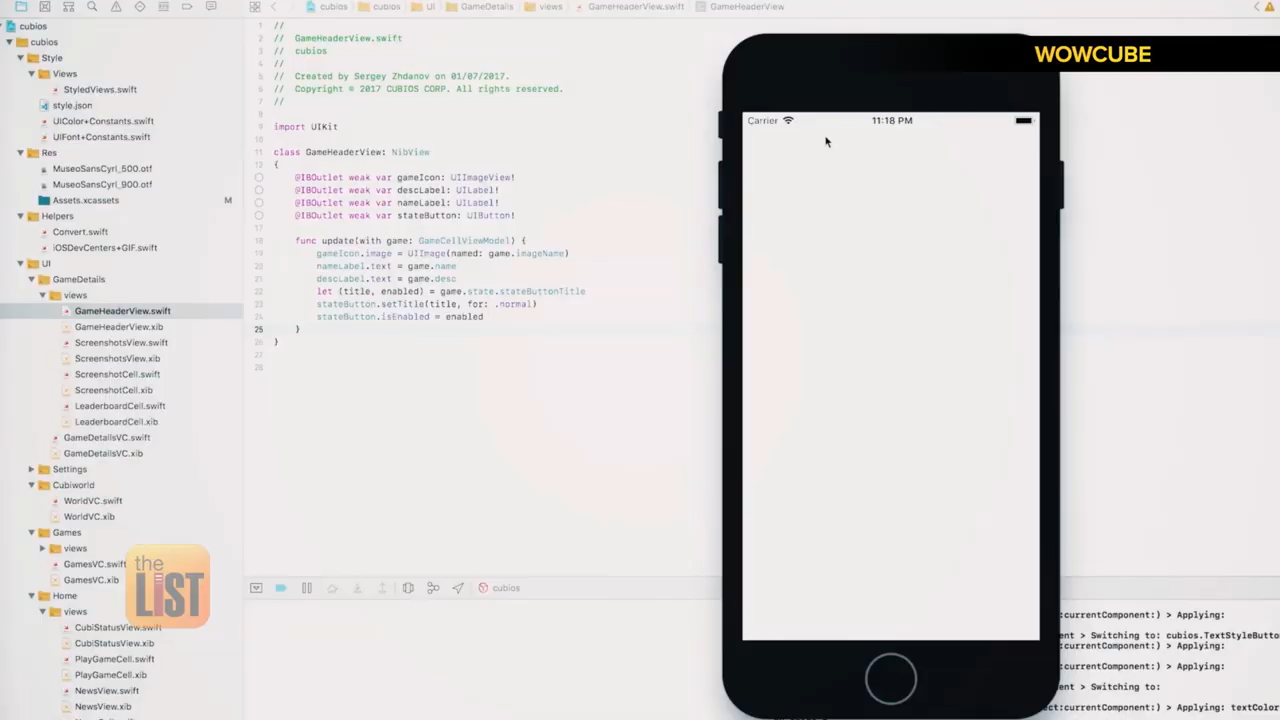 cubios
cubios
UI
GameDetails
views
GameHeaderView.swift
GameHeaderView
WOWCUBE
cubios
cubios
Style
Views
StyledViews.swift
style.json
UIColor+Constants.swift
UIFont+Constants.swift
Res
MuseoSansCyrl_500.otf
MuseoSansCyrl_900.otf
Assets.xcassets M
Helpers
Convert.swift
iOSDevCenters+GIF.swift
UI
GameDetails
views
GameHeaderView.swift
GameHeaderView.xib
ScreenshotsView.swift
ScreenshotsView.xib
ScreenshotCell.swift
ScreenshotCell.xib
LeaderboardCell.swift
LeaderboardCell.xib
GameDetailsVC.swift
GameDetailsVC.xib
Settings
Cubiworld
WorldVC.swift
WorldVC.xib
Games
views
GamesVC.swift
GamesVC.xib
Home
views
CubiStatusView.swift
CubiStatusView.xib
PlayGameCell.swift
PlayGameCell.xib
NewsView.swift
NewsView.xib
the
LIST
//
// GameHeaderView.swift
// cubios
//
// Created by Sergey Zhdanov on 01/07/2017.
// Copyright © 2017 CUBIOS CORP. All rights reserved.
//
import UIKit
class GameHeaderView: NibView
{
@IBOutlet weak var gameIcon: UIImageView!
@IBOutlet weak var descLabel: UILabel!
@IBOutlet weak var nameLabel: UILabel!
@IBOutlet weak var stateButton: UIButton!
func update(with game: GameCellViewModel) {
gameIcon.image = UIImage(named: game.imageName)
nameLabel.text = game.name
descLabel.text = game.desc
let (title, enabled) = game.state.stateButtonTitle
stateButton.setTitle(title, for: .normal)
stateButton.isEnabled = enabled
}
}
cubios
Carrier 11:18 PM
:currentComponent:) > Applying:
ent > Switching to: cubios.TextStyleButto
:currentComponent:) > Applying:
:currentComponent:) > Applying:
ent > Switching to:
ect:currentComponent:) > Applying: textColor